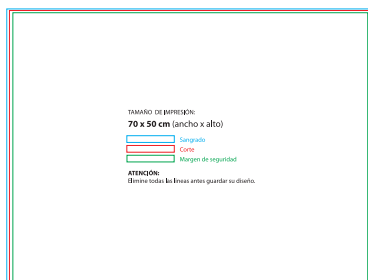 TAMAÑO DE IMPRESIÓN:
70 x 50 cm (ancho x alto)
Sangrado
Corte
Margen de seguridad
ATENCIÓN:
Elimine todas las líneas antes guardar su diseño.